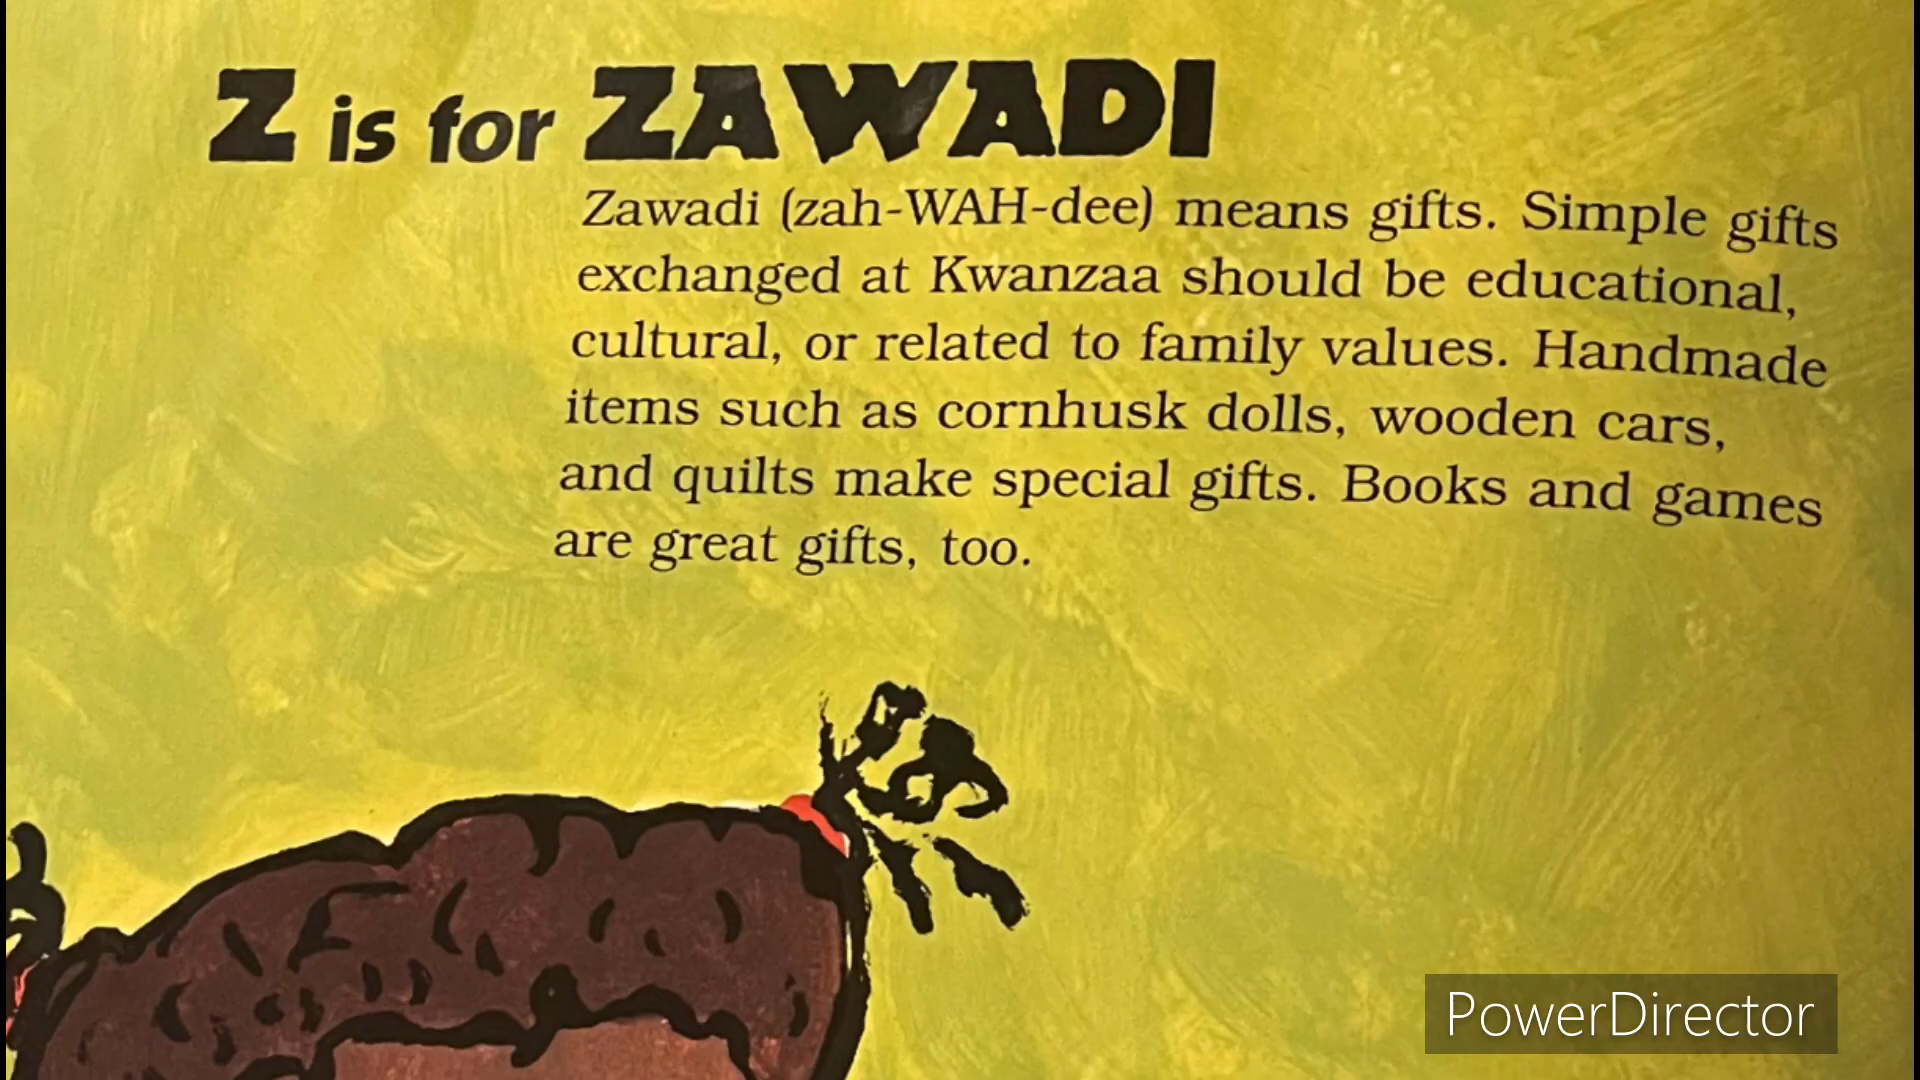 Z is for ZAWADI
Zawadi (zah-WAH-dee) means gifts. Simple gifts
exchanged at Kwanzaa should be educational,
cultural, or related to family values. Handmade
items such as cornhusk dolls, wooden cars,
and quilts make special gifts. Books and games
are great gifts, too.
PowerDirector